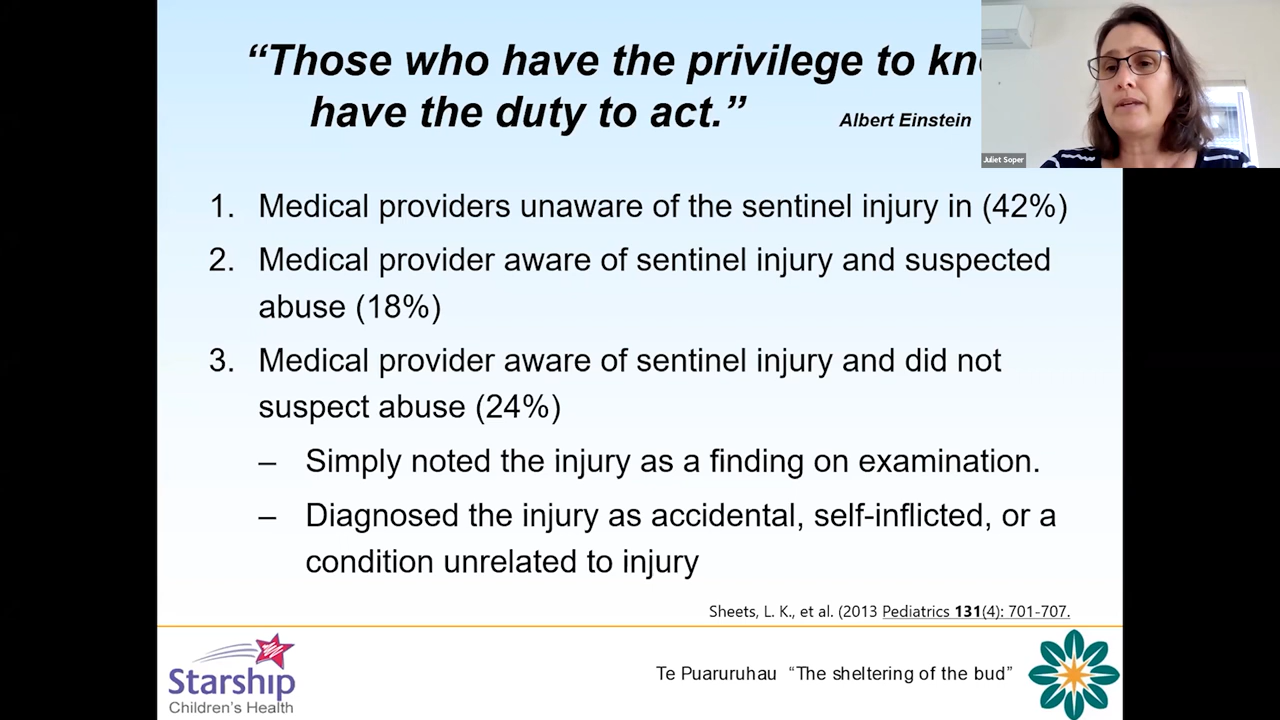 “Those who have the privilege to
have the duty to act.” Albert Einstein
Juliet Soper
1. Medical providers unaware of the sentinel injury in (42%)
2. Medical provider aware of sentinel injury and suspected
abuse (18%)
3. Medical provider aware of sentinel injury and did not
suspect abuse (24%)
– Simply noted the injury as a finding on examination.
– Diagnosed the injury as accidental, self-inflicted, or a
condition unrelated to injury
Sheets, L. K., et al. (2013 Pediatrics 131(4): 701-707.
Starship
Children’s Health
Te Puaruruhau “The sheltering of the bud”